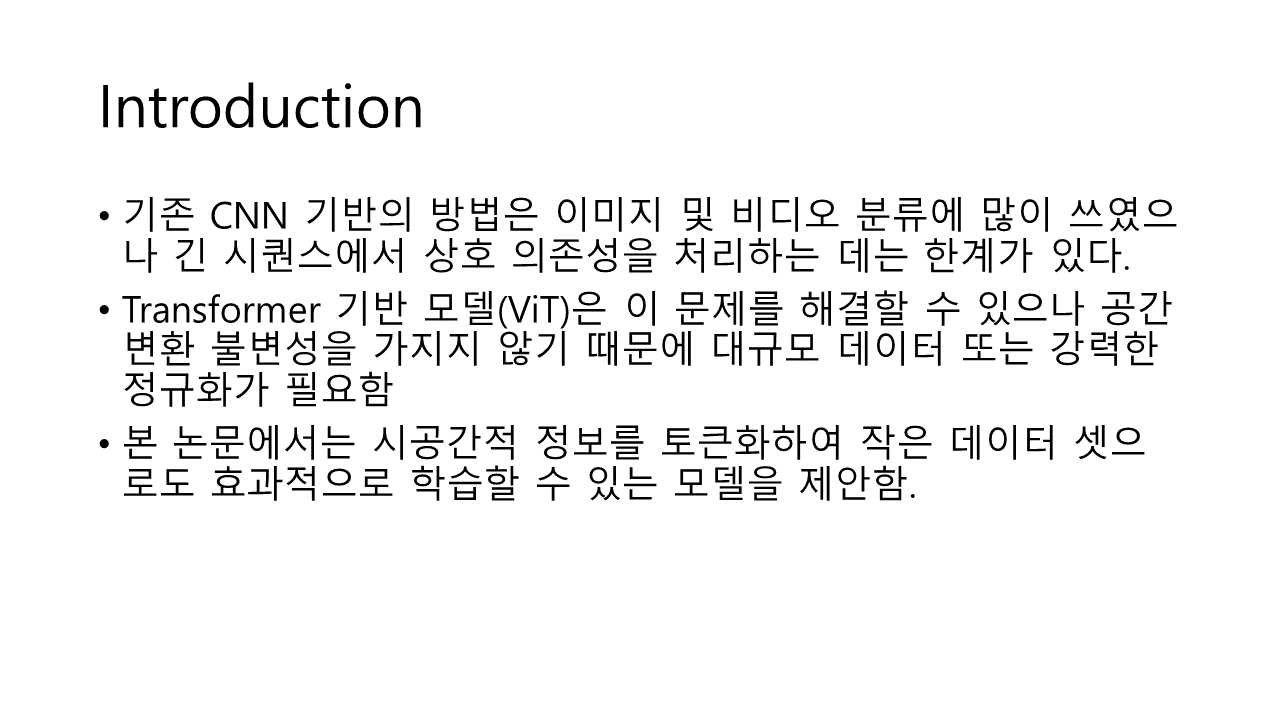 Introduction
• 기존 CNN 기반의 방법은 이미지 및 비디오 분류에 많이 쓰였으
나 긴 시퀀스에서 상호 의존성을 처리하는 데는 한계가 있다.
• Transformer 기반 모델(ViT)은 이 문제를 해결할 수 있으나 공간
변환 불변성을 가지지 않기 때문에 대규모 데이터 또는 강력한
정규화가 필요함
• 본 논문에서는 시공간적 정보를 토큰화하여 작은 데이터 셋으
로도 효과적으로 학습할 수 있는 모델을 제안함.